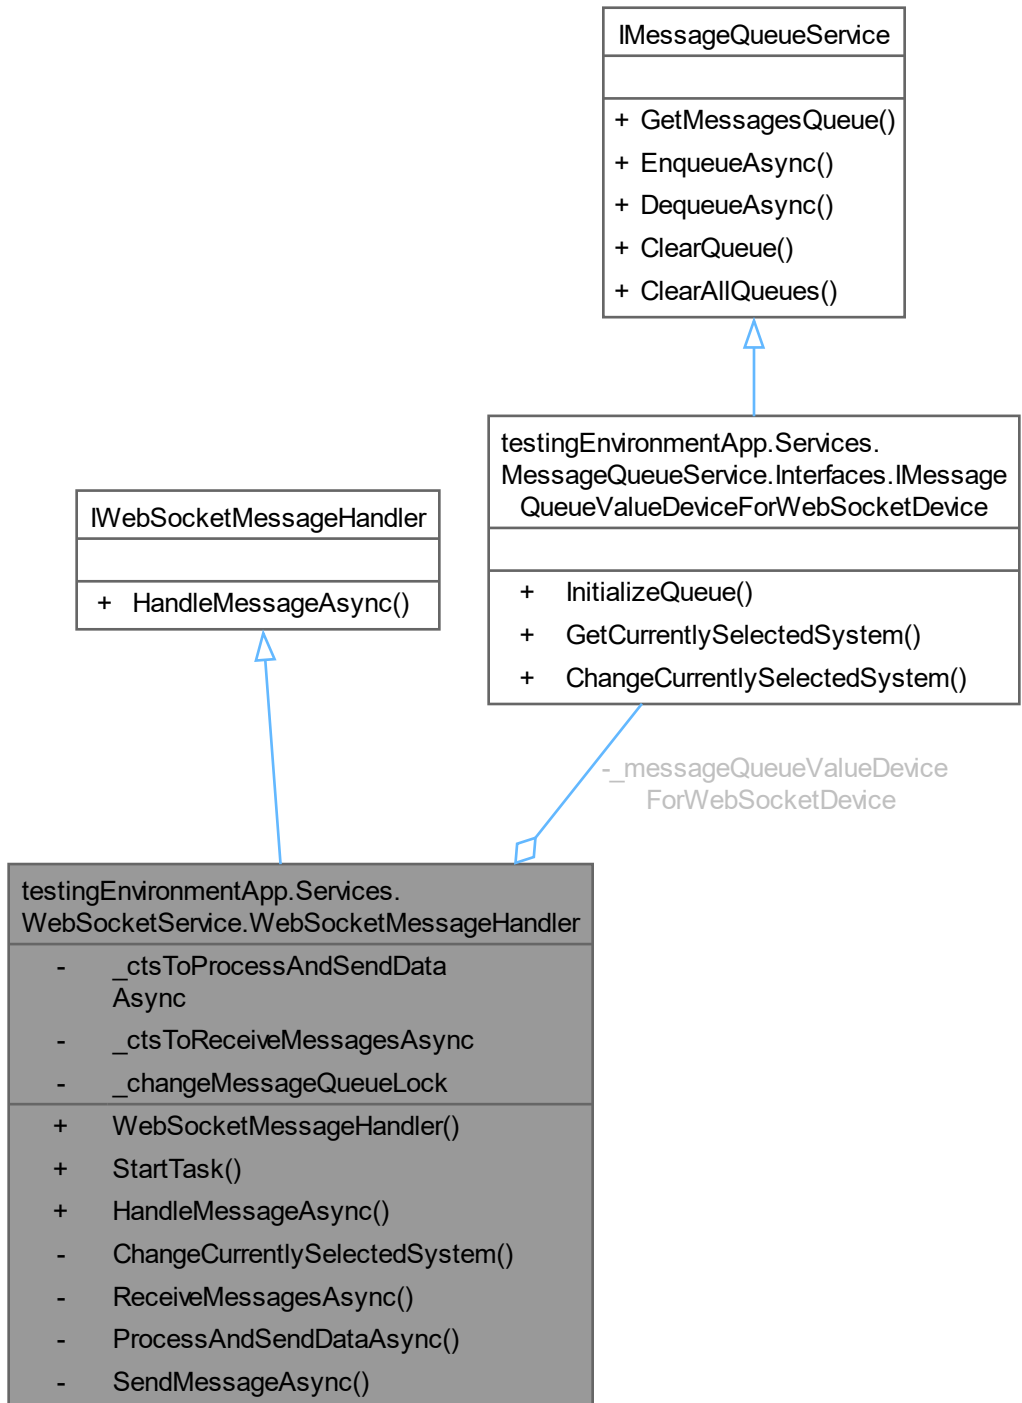 IMessageQueueService
+ GetMessagesQueue()
+ EnqueueAsync()
+ DequeueAsync()
+ ClearQueue()
+ ClearAllQueues()
testingEnvironmentApp.Services.
MessageQueueService.Interfaces.IMessage
QueueValueDeviceForWebSocketDevice
+ InitializeQueue()
+ GetCurrentlySelectedSystem()
+ ChangeCurrentlySelectedSystem()
IWebSocketMessageHandler
+ HandleMessageAsync()
-_messageQueueValueDevice
ForWebSocketDevice
testingEnvironmentApp.Services.
WebSocketService.WebSocketMessageHandler
- _ctsToProcessAndSendData
Async
- _ctsToReceiveMessagesAsync
- _changeMessageQueueLock
+ WebSocketMessageHandler()
+ StartTask()
+ HandleMessageAsync()
- ChangeCurrentlySelectedSystem()
- ReceiveMessagesAsync()
- ProcessAndSendDataAsync()
- SendMessageAsync()